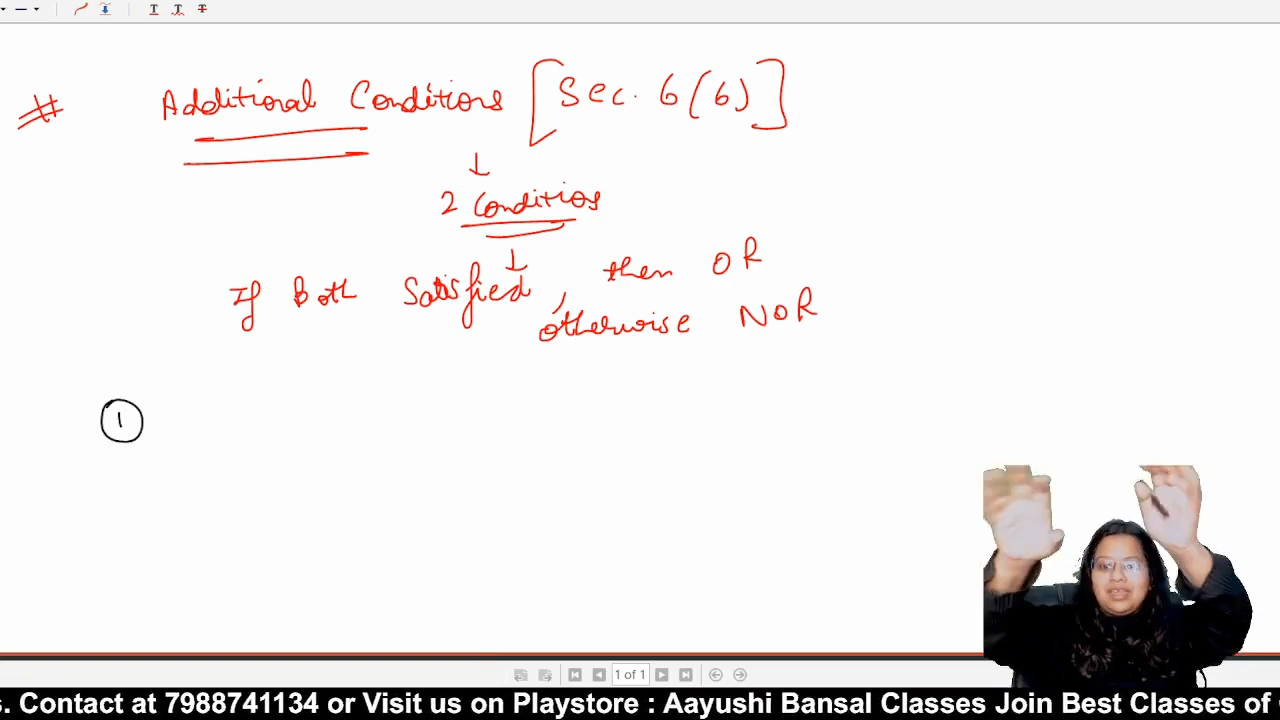 # Additional Conditions [Sec. 6(6)]
↓
2 Conditios
↓
If Both Satisfied, then OR
otherwise NOR
①
1 of 1
s. Contact at 7988741134 or Visit us on Playstore : Aayushi Bansal Classes Join Best Classes of